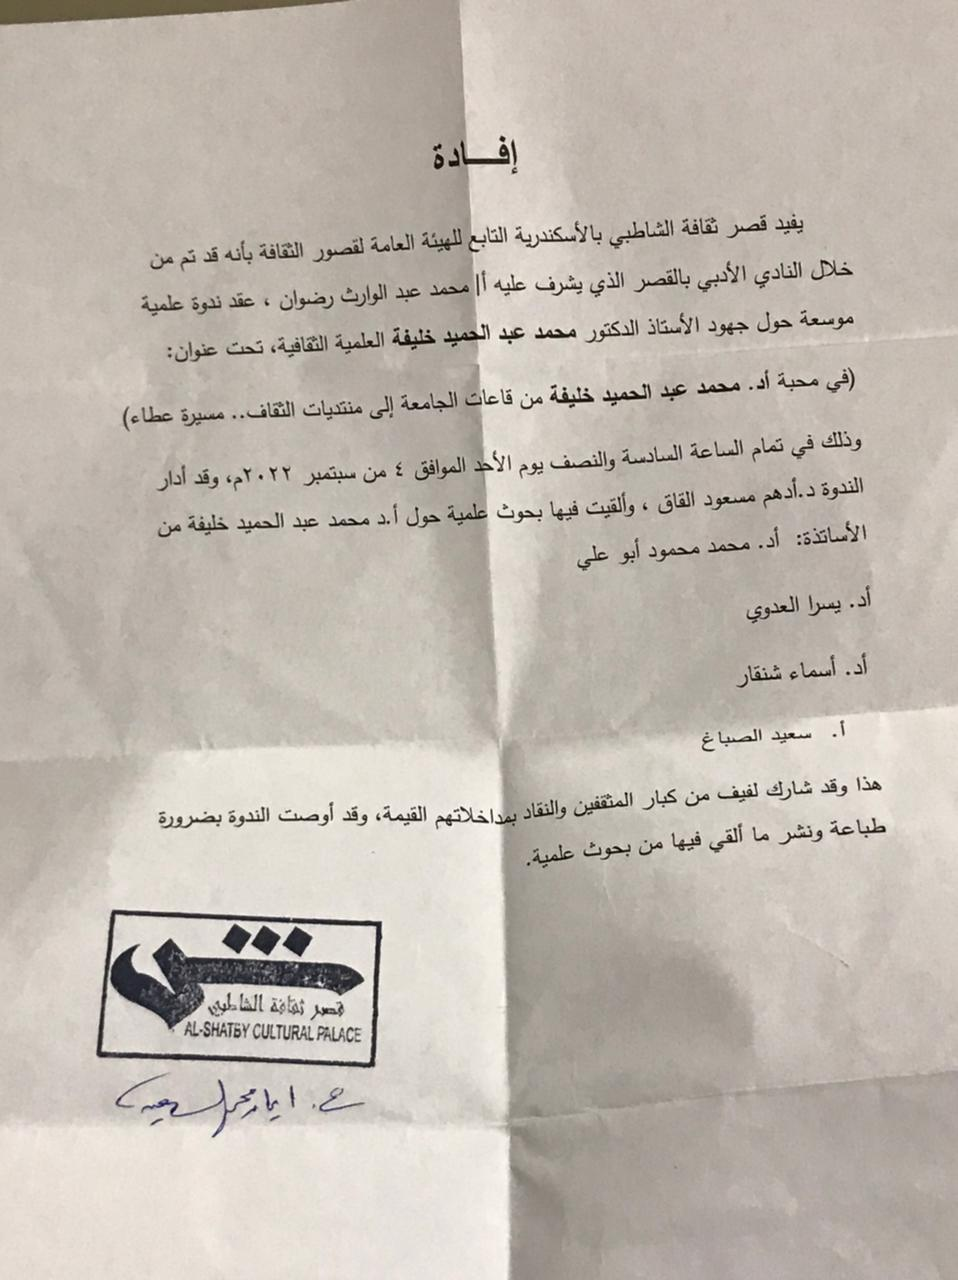 إفـــادة
يفيد قصر ثقافة الشاطبي بالأسكندرية التابع للهيئة العامة لقصور الثقافة بأنه قد تم من
خلال النادي الأدبي بالقصر الذي يشرف عليه أ| محمد عبد الوارث رضوان ، عقد ندوة علمية
موسعة حول جهود الأستاذ الدكتور محمد عبد الحميد خليفة العلمية الثقافية، تحت عنوان:
(في محبة أد. محمد عبد الحميد خليفة من قاعات الجامعة إلى منتديات الثقاف.. مسيرة عطاء)
وذلك في تمام الساعة السادسة والنصف يوم الأحد الموافق ٤ من سبتمبر ٢٠٢٢م، وقد أدار
الندوة د.أدهم مسعود القاق ، وألقيت فيها بحوث علمية حول أ.د محمد عبد الحميد خليفة من
الأساتذة: أد. محمد محمود أبو علي
أد. يسرا العدوي
أد. أسماء شنقار
أ. سعيد الصباغ
هذا وقد شارك لفيف من كبار المثقفين والنقاد بمداخلاتهم القيمة، وقد أوصت الندوة بضرورة
طباعة ونشر ما ألقي فيها من بحوث علمية.
قصر ثقافة الشاطبي
AL-SHATBY CULTURAL PALACE